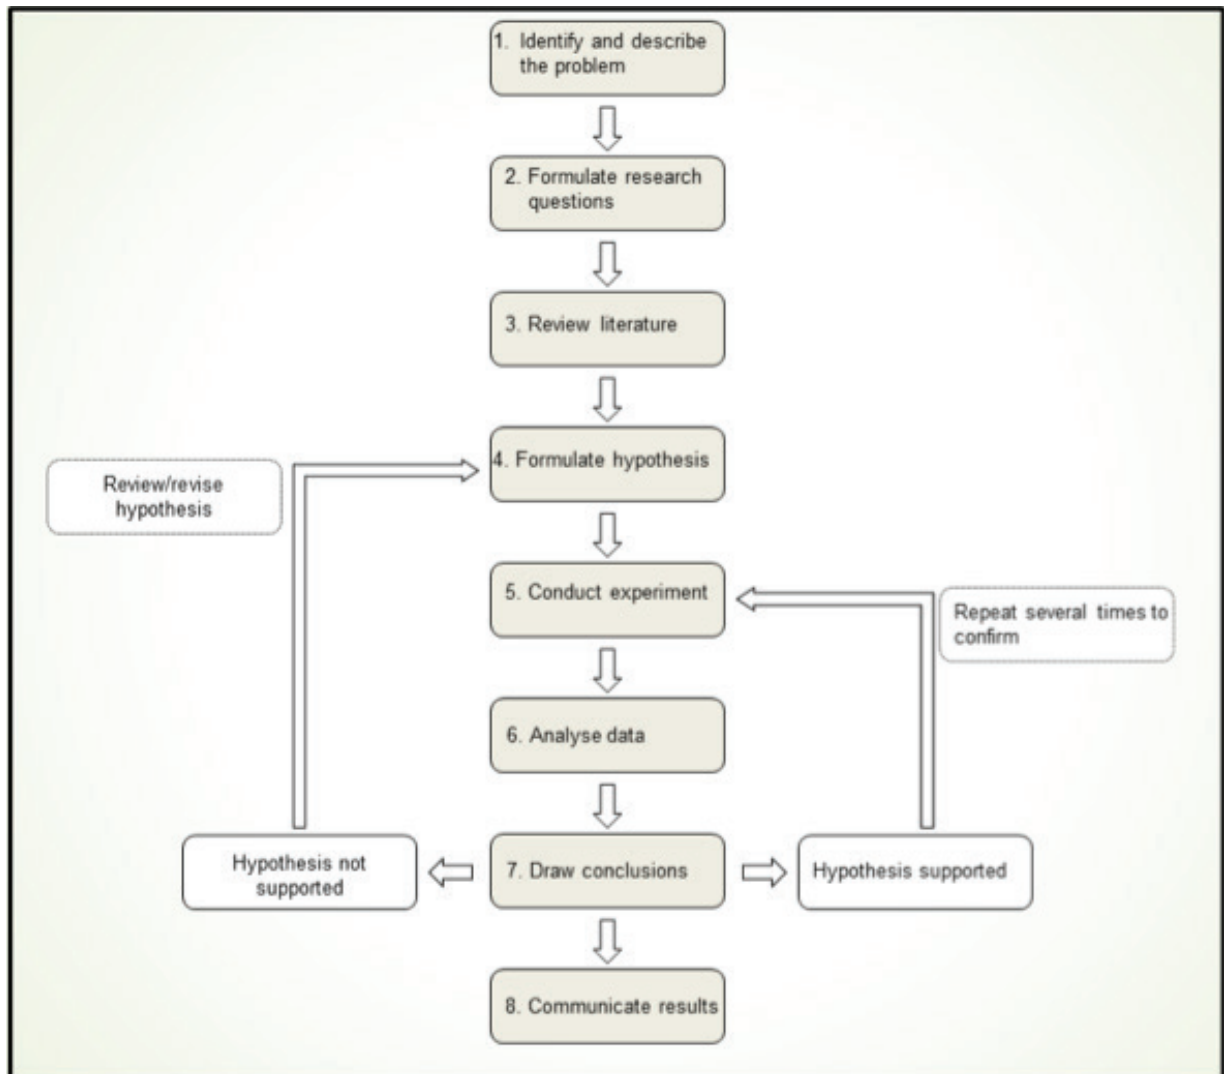 1. Identify and describe
the problem
2. Formulate research
questions
3. Review literature
4. Formulate hypothesis
Review/revise
hypothesis
5. Conduct experiment
Repeat several times to
confirm
6. Analyse data
Hypothesis not
supported
7. Draw conclusions
Hypothesis supported
8. Communicate results